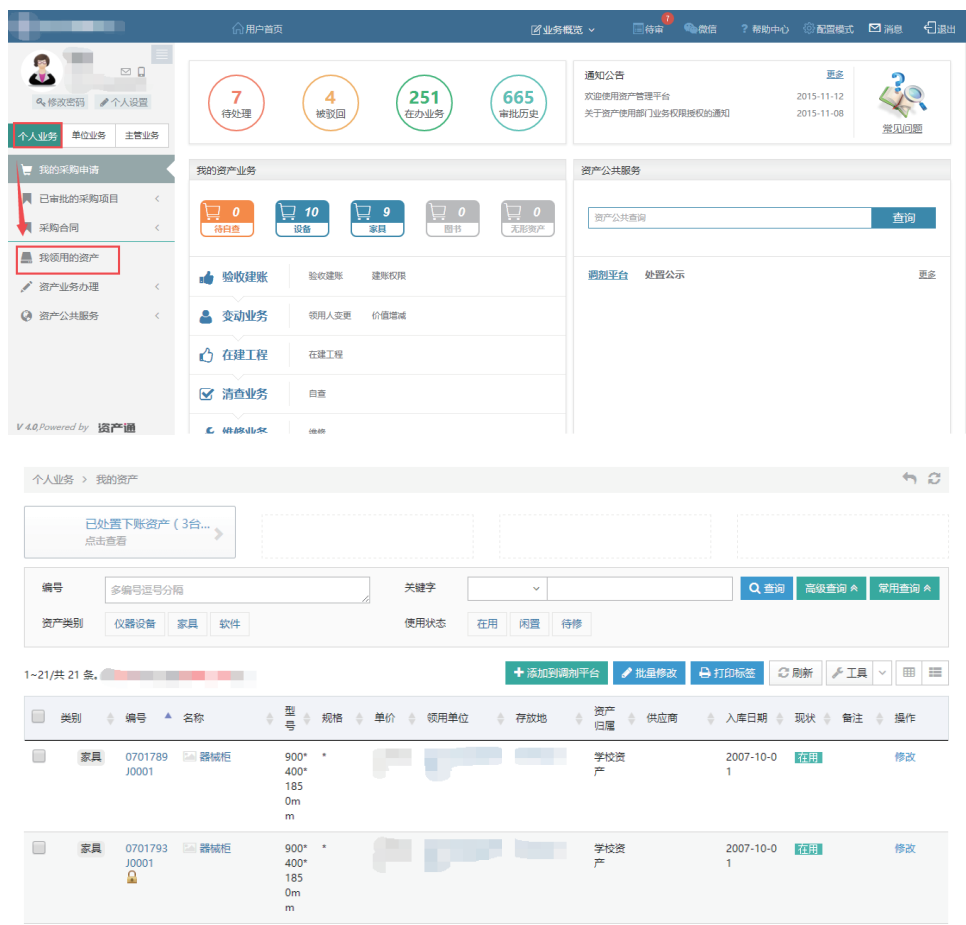 用户首页
业务概览
待审
7
微信
? 帮助中心
配置模式
消息
退出
修改密码
个人设置
个人业务
单位业务
主管业务
我的采购申请
已审批的采购项目
采购合同
我领用的资产
资产业务办理
资产公共服务
V 4.0,Powered by 资产通
7
待处理
4
被驳回
251
在办业务
665
审批历史
通知公告
更多
欢迎使用资产管理平台
2015-11-12
关于资产使用部门业务权限授权的通知
2015-11-08
常见问题
我的资产业务
0
待自查
10
设备
9
家具
0
图书
0
无形资产
验收建账
验收建账
建账权限
变动业务
领用人变更
价值增减
在建工程
在建工程
清查业务
自查
维修业务
维修
资产公共服务
资产公共查询
查询
调剂平台
处置公示
更多
个人业务 > 我的资产
已处置下账资产（3台...
点击查看
编号
多编号逗号分隔
关键字
查询
高级查询
常用查询
资产类别
仪器设备
家具
软件
使用状态
在用
闲置
待修
1~21/共 21 条。
添加到调剂平台
批量修改
打印标签
刷新
工具
类别
编号
名称
型
号
规格
单价
领用单位
存放地
资产
归属
供应商
入库日期
现状
备注
操作
家具
0701789
J0001
器械柜
900*
400*
185
0m
m
*
学校资
产
2007-10-0
1
在用
修改
家具
0701793
J0001
器械柜
900*
400*
185
0m
m
*
学校资
产
2007-10-0
1
在用
修改